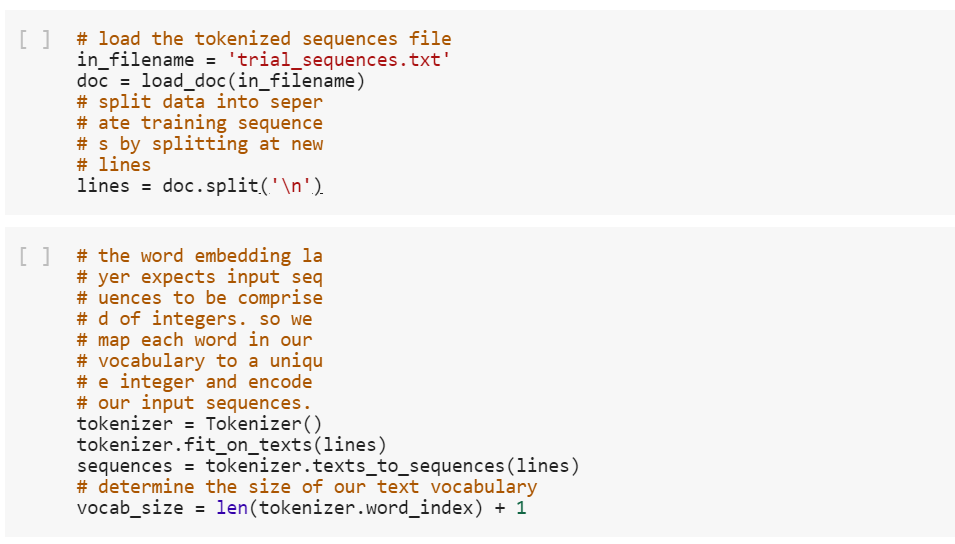 [ ] # load the tokenized sequences file
in_filename = 'trial_sequences.txt'
doc = load_doc(in_filename)
# split data into seper
# ate training sequence
# s by splitting at new
# lines
lines = doc.split('\n')
[ ] # the word embedding la
# yer expects input seq
# uences to be comprise
# d of integers. so we
# map each word in our
# vocabulary to a uniqu
# e integer and encode
# our input sequences.
tokenizer = Tokenizer()
tokenizer.fit_on_texts(lines)
sequences = tokenizer.texts_to_sequences(lines)
# determine the size of our text vocabulary
vocab_size = len(tokenizer.word_index) + 1